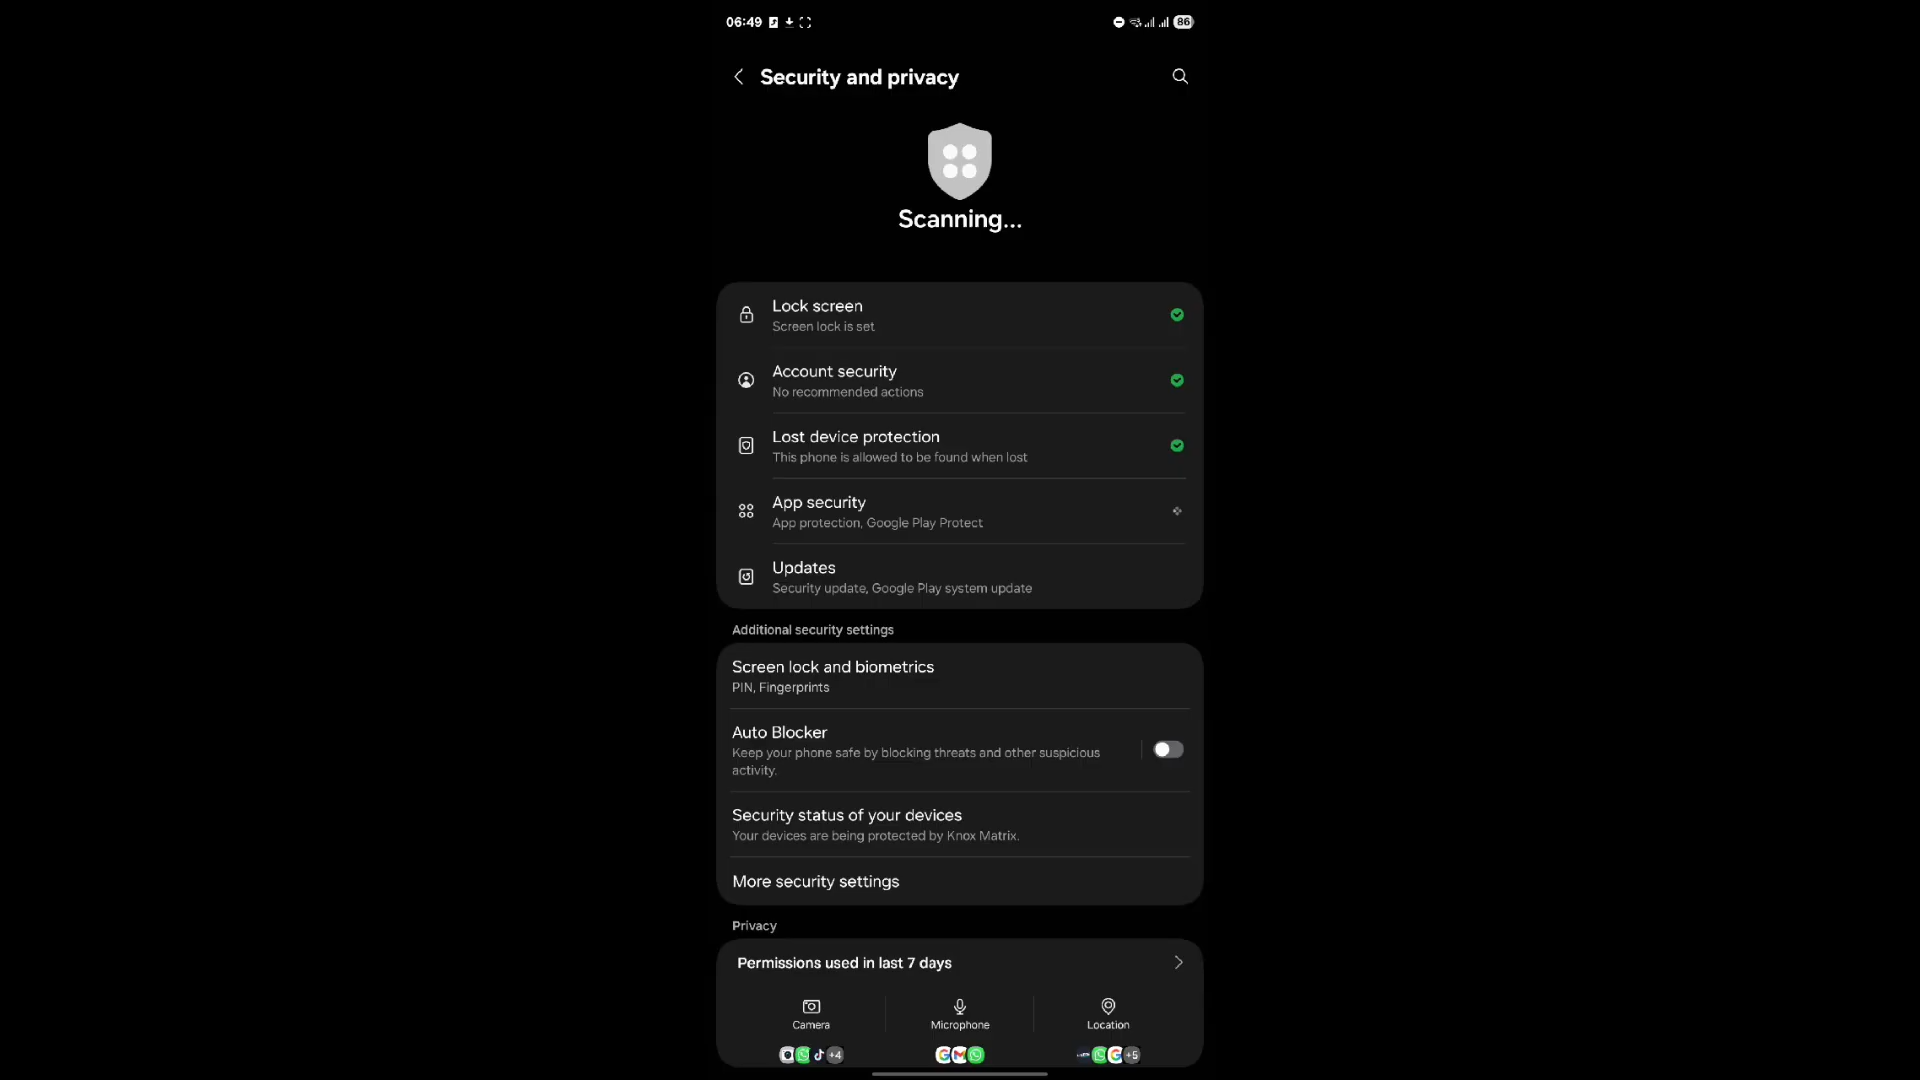 06:49
86
Security and privacy
Scanning...
Lock screen
Screen lock is set
Account security
No recommended actions
Lost device protection
This phone is allowed to be found when lost
App security
App protection, Google Play Protect
Updates
Security update, Google Play system update
Additional security settings
Screen lock and biometrics
PIN, Fingerprints
Auto Blocker
Keep your phone safe by blocking threats and other suspicious
activity.
Security status of your devices
Your devices are being protected by Knox Matrix.
More security settings
Privacy
Permissions used in last 7 days
Camera
Microphone
Location
+4
+5